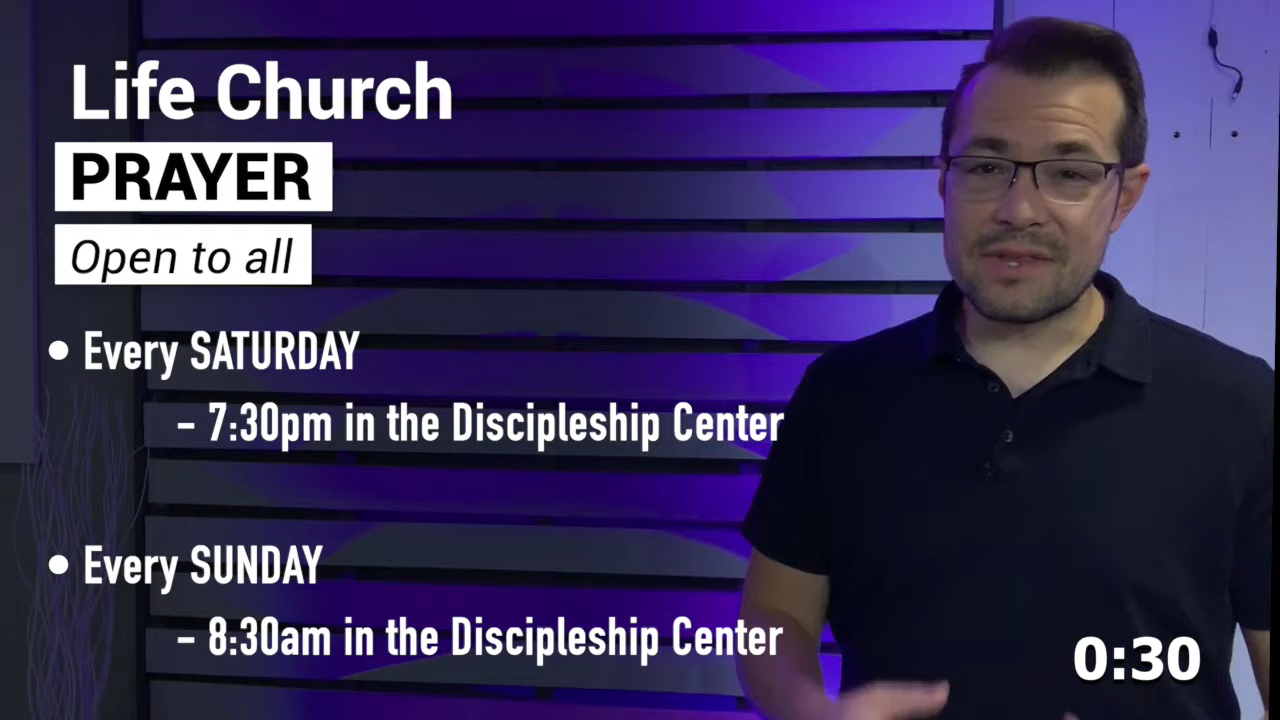 Life Church
PRAYER
Open to all
• Every SATURDAY
- 7:30pm in the Discipleship Center
• Every SUNDAY
- 8:30am in the Discipleship Center
0:30